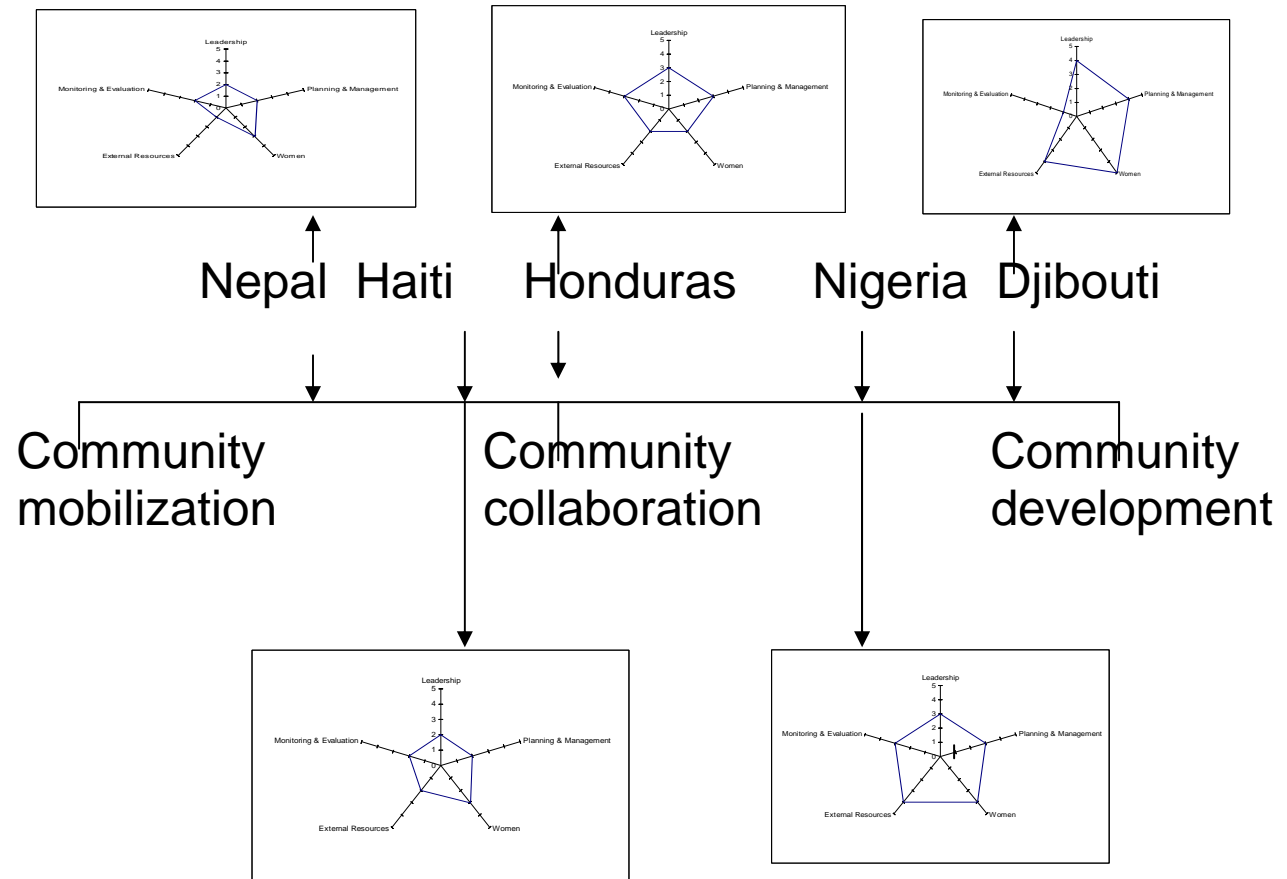 Leadership
5
4
3
2
1
0
Monitoring & Evaluation
Planning & Management
External Resources
Women
Leadership
5
4
3
2
1
0
Monitoring & Evaluation
Planning & Management
External Resources
Women
Leadership
5
4
3
2
1
0
Monitoring & Evaluation
Planning & Management
External Resources
Women
Nepal Haiti Honduras Nigeria Djibouti
Community
mobilization
Community
collaboration
Community
development
Leadership
5
4
3
2
1
0
Monitoring & Evaluation
Planning & Management
External Resources
Women
Leadership
5
4
3
2
1
0
Monitoring & Evaluation
Planning & Management
External Resources
Women